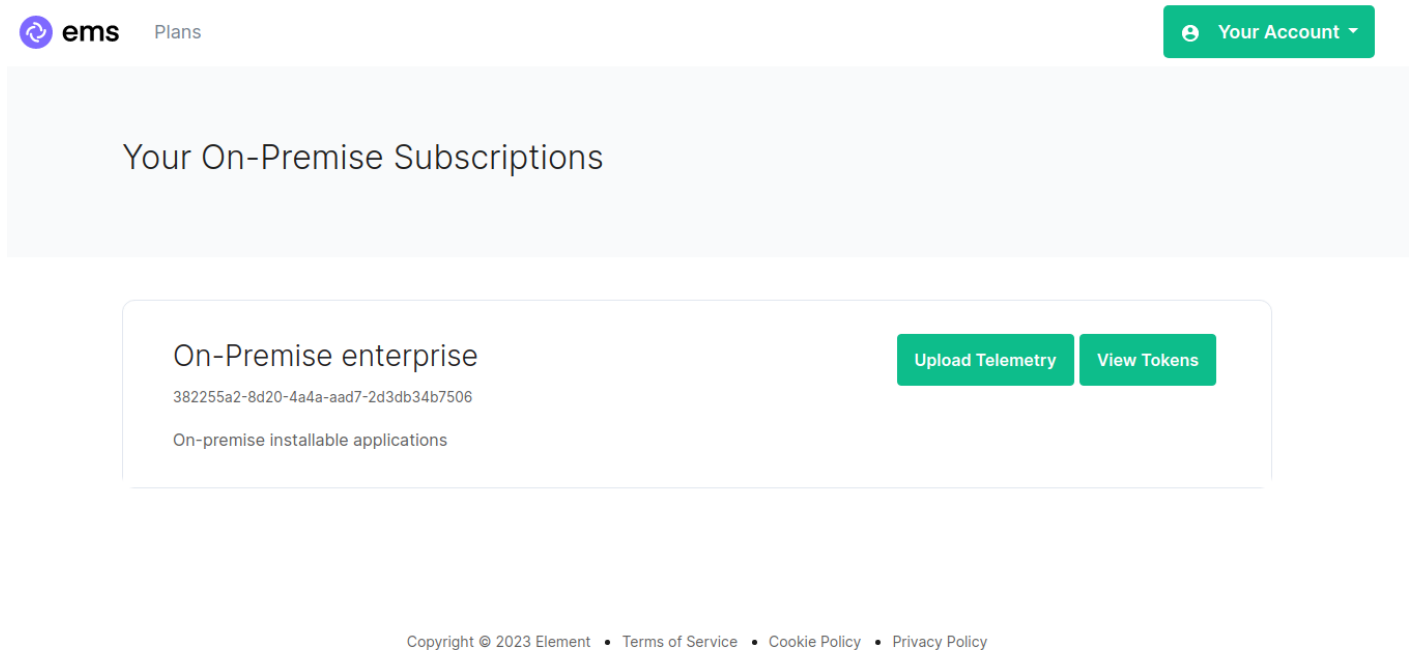 ems Plans Your Account
Your On-Premise Subscriptions
On-Premise enterprise
Upload Telemetry View Tokens
382255a2-8d20-4a4a-aad7-2d3db34b7506
On-premise installable applications
Copyright © 2023 Element • Terms of Service • Cookie Policy • Privacy Policy